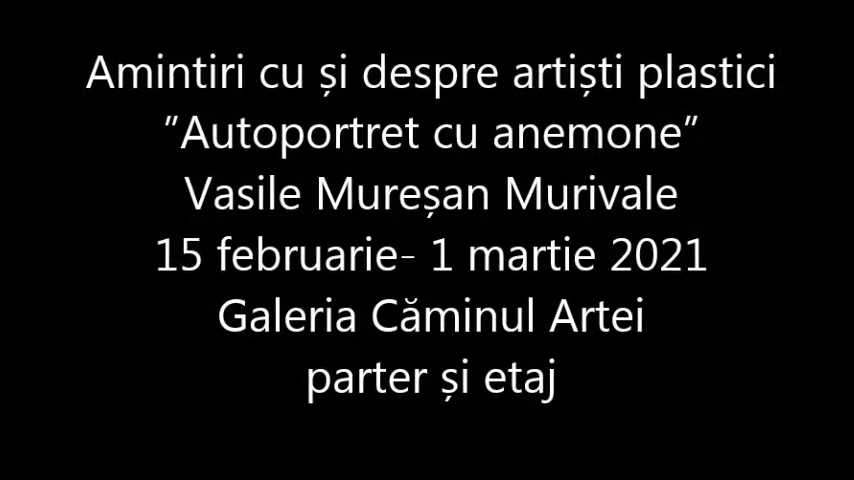 Amintiri cu și despre artiști plastici
”Autoportret cu anemone”
Vasile Mureșan Murivale
15 februarie- 1 martie 2021
Galeria Căminul Artei
parter și etaj